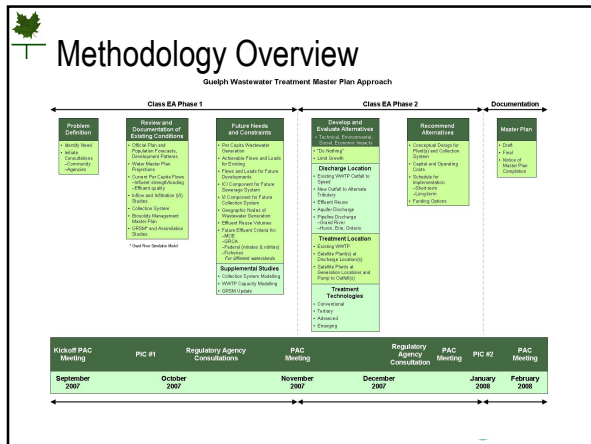 Methodology Overview
Guelph Wastewater Treatment Master Plan Approach
Class EA Phase 1
Class EA Phase 2
Documentation
Problem
Definition
• Identify Need
• Initiate
Consultations
–Community
–Agencies
Review and
Documentation of
Existing Conditions
• Official Plan and
Population Forecasts,
Development Patterns
• Water Master Plan
Projections
• Current Per Capita Flows
–Influent strength/loading
–Effluent quality
• Inflow and Infiltration (I/I)
Studies
• Collection System
• Biosolids Management
Master Plan
• GRSM* and Assimilation
Studies
* Grand River Simulation Model
Future Needs
and Constraints
• Per Capita Wastewater
Generation
• Achievable Flows and Loads
for Existing
• Flows and Loads for Future
Developments
• ICI Component for Future
Sewerage System
• I/I Component for Future
Collection System
• Geographic Nodes of
Wastewater Generation
• Effluent Reuse Volumes
• Future Effluent Criteria for:
–MOE
–GRCA
–Federal (nitrates & nitrites)
–Fisheries
For different watersheds
Supplemental Studies
• Collection System Modelling
• WWTP Capacity Modelling
• GRSM Update
Develop and
Evaluate Alternatives
• Technical, Environmental,
Social, Economic Impacts
• "Do Nothing"
• Limit Growth
Discharge Location
• Existing WWTP Outfall to
Speed
• New Outfall to Alternate
Tributary
• Effluent Reuse
• Aquifer Discharge
• Pipeline Discharge
–Grand River
–Huron, Erie, Ontario
Treatment Location
• Existing WWTP
• Satellite Plant(s) at
Discharge Location(s)
• Satellite Plants at
Generation Locations and
Pump to Outfall(s)
Treatment
Technologies
• Conventional
• Tertiary
• Advanced
• Emerging
Recommend
Alternatives
• Conceptual Design for
Plant(s) and Collection
System
• Capital and Operating
Costs
• Schedule for
Implementation
–Short-term
–Long-term
• Funding Options
Master Plan
• Draft
• Final
• Notice of
Master Plan
Completion
Kickoff PAC
Meeting
PIC #1
Regulatory Agency
Consultations
PAC
Meeting
Regulatory
Agency
Consultation
PAC
Meeting
PIC #2
PAC
Meeting
September
2007
October
2007
November
2007
December
2007
January
2008
February
2008